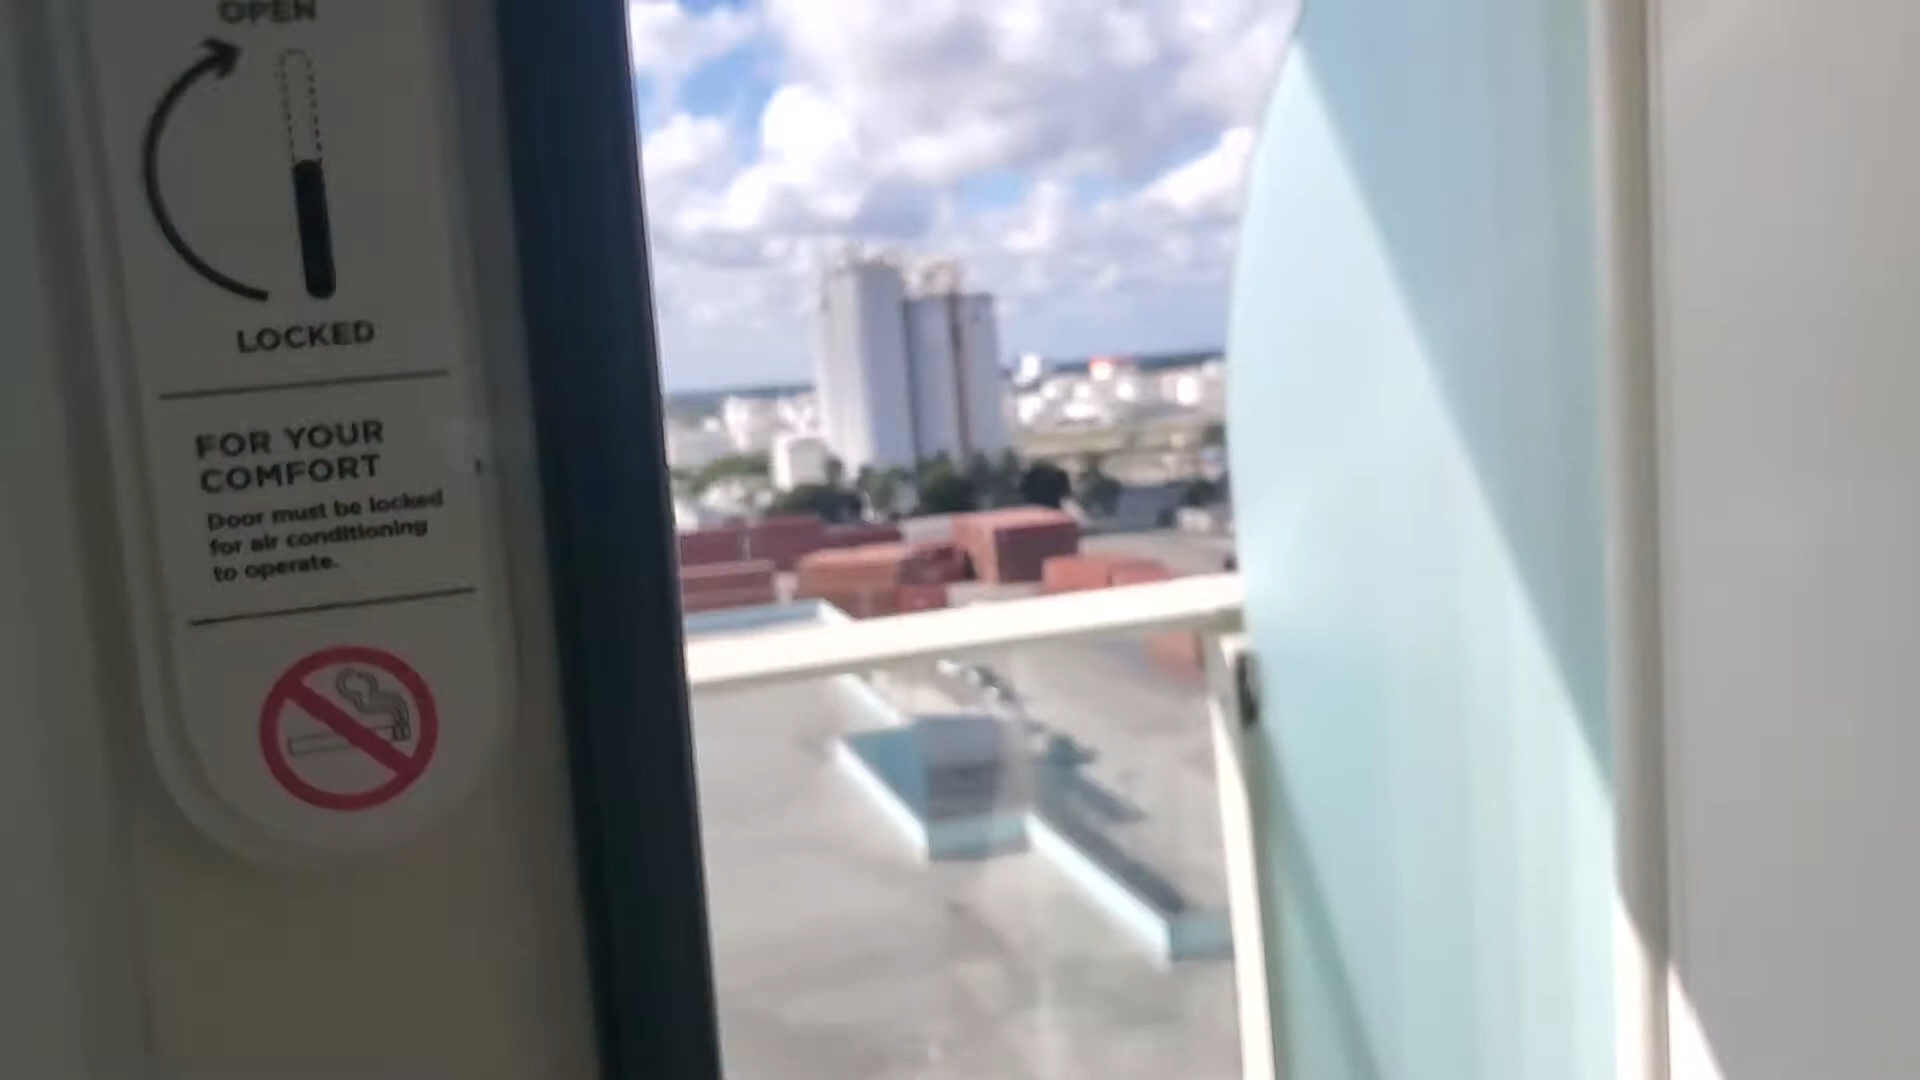 OPEN
LOCKED
FOR YOUR
COMFORT
Door must be locked
for air conditioning
to operate.